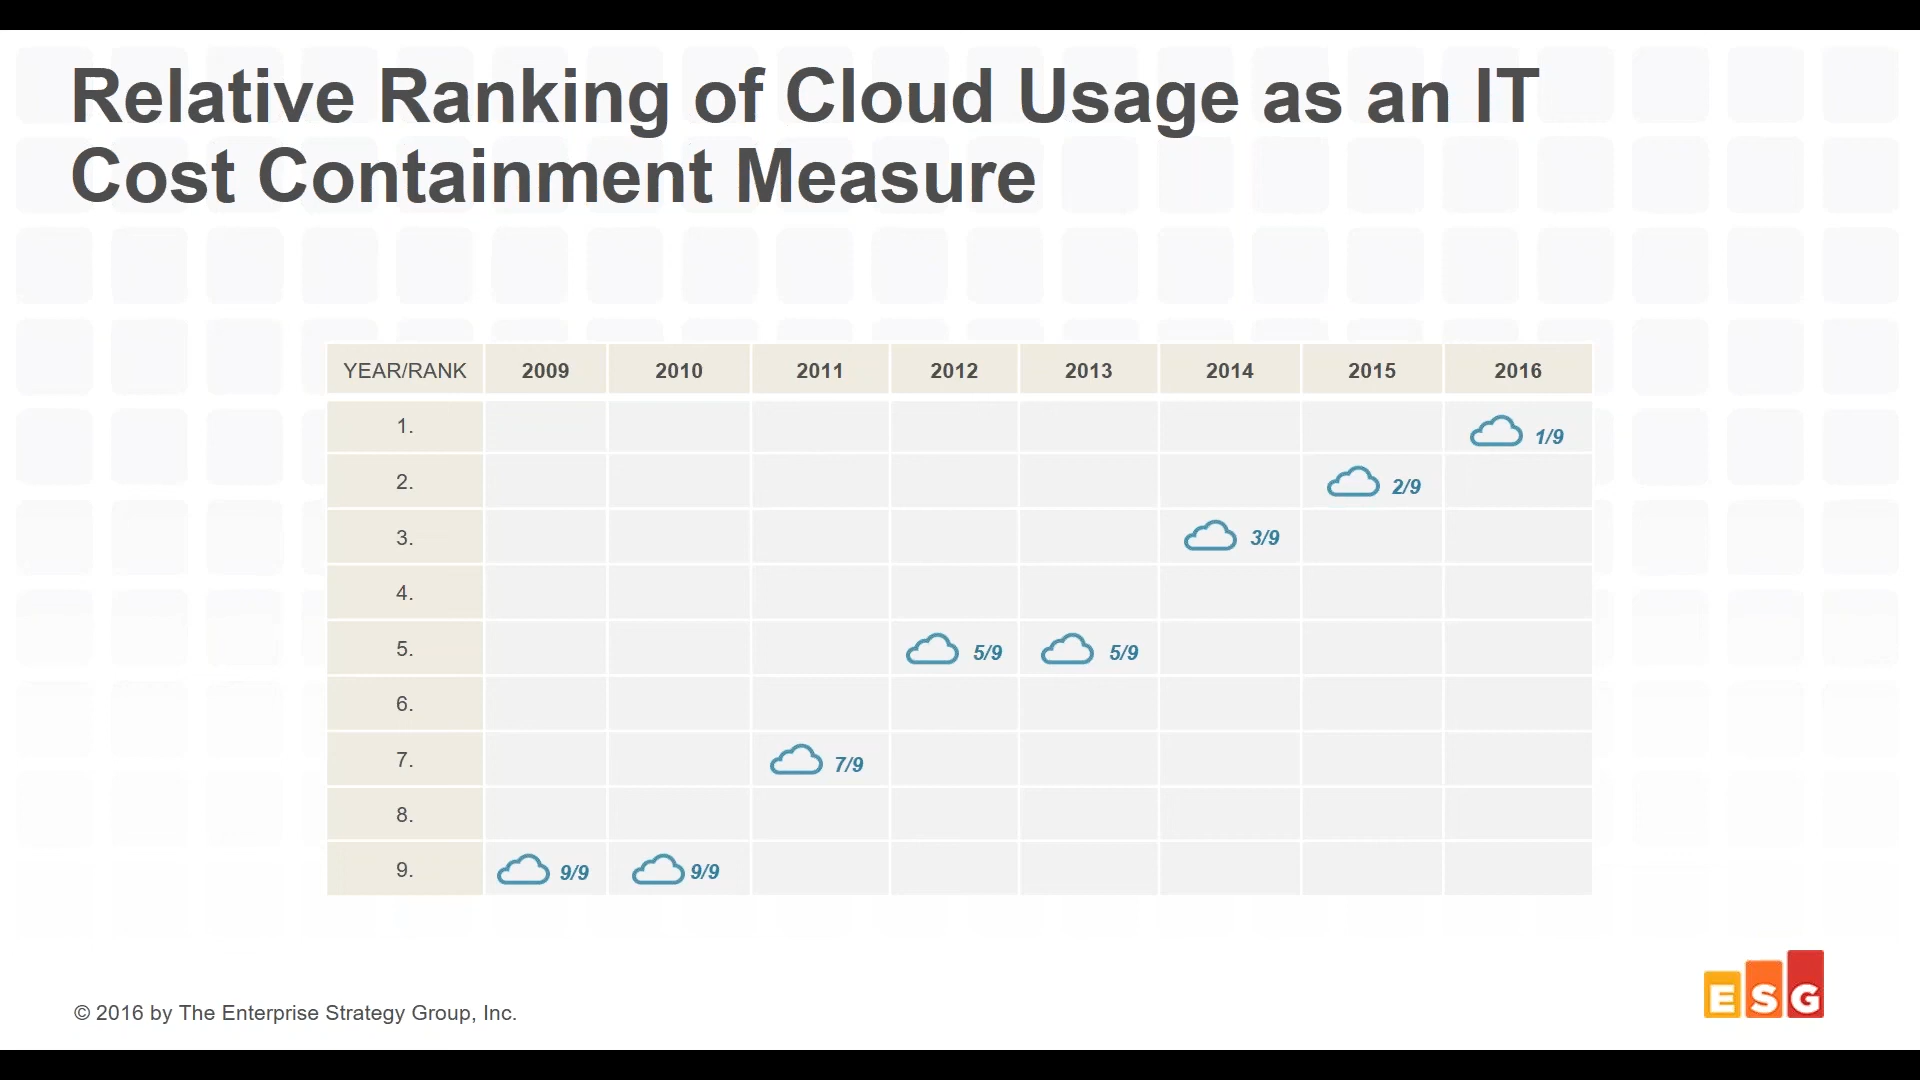 Relative Ranking of Cloud Usage as an IT
Cost Containment Measure
YEAR/RANK 2009 2010 2011 2012 2013 2014 2015 2016
1. 1/9
2. 2/9
3. 3/9
4.
5. 5/9 5/9
6.
7. 7/9
8.
9. 9/9 9/9
© 2016 by The Enterprise Strategy Group, Inc.
ESG